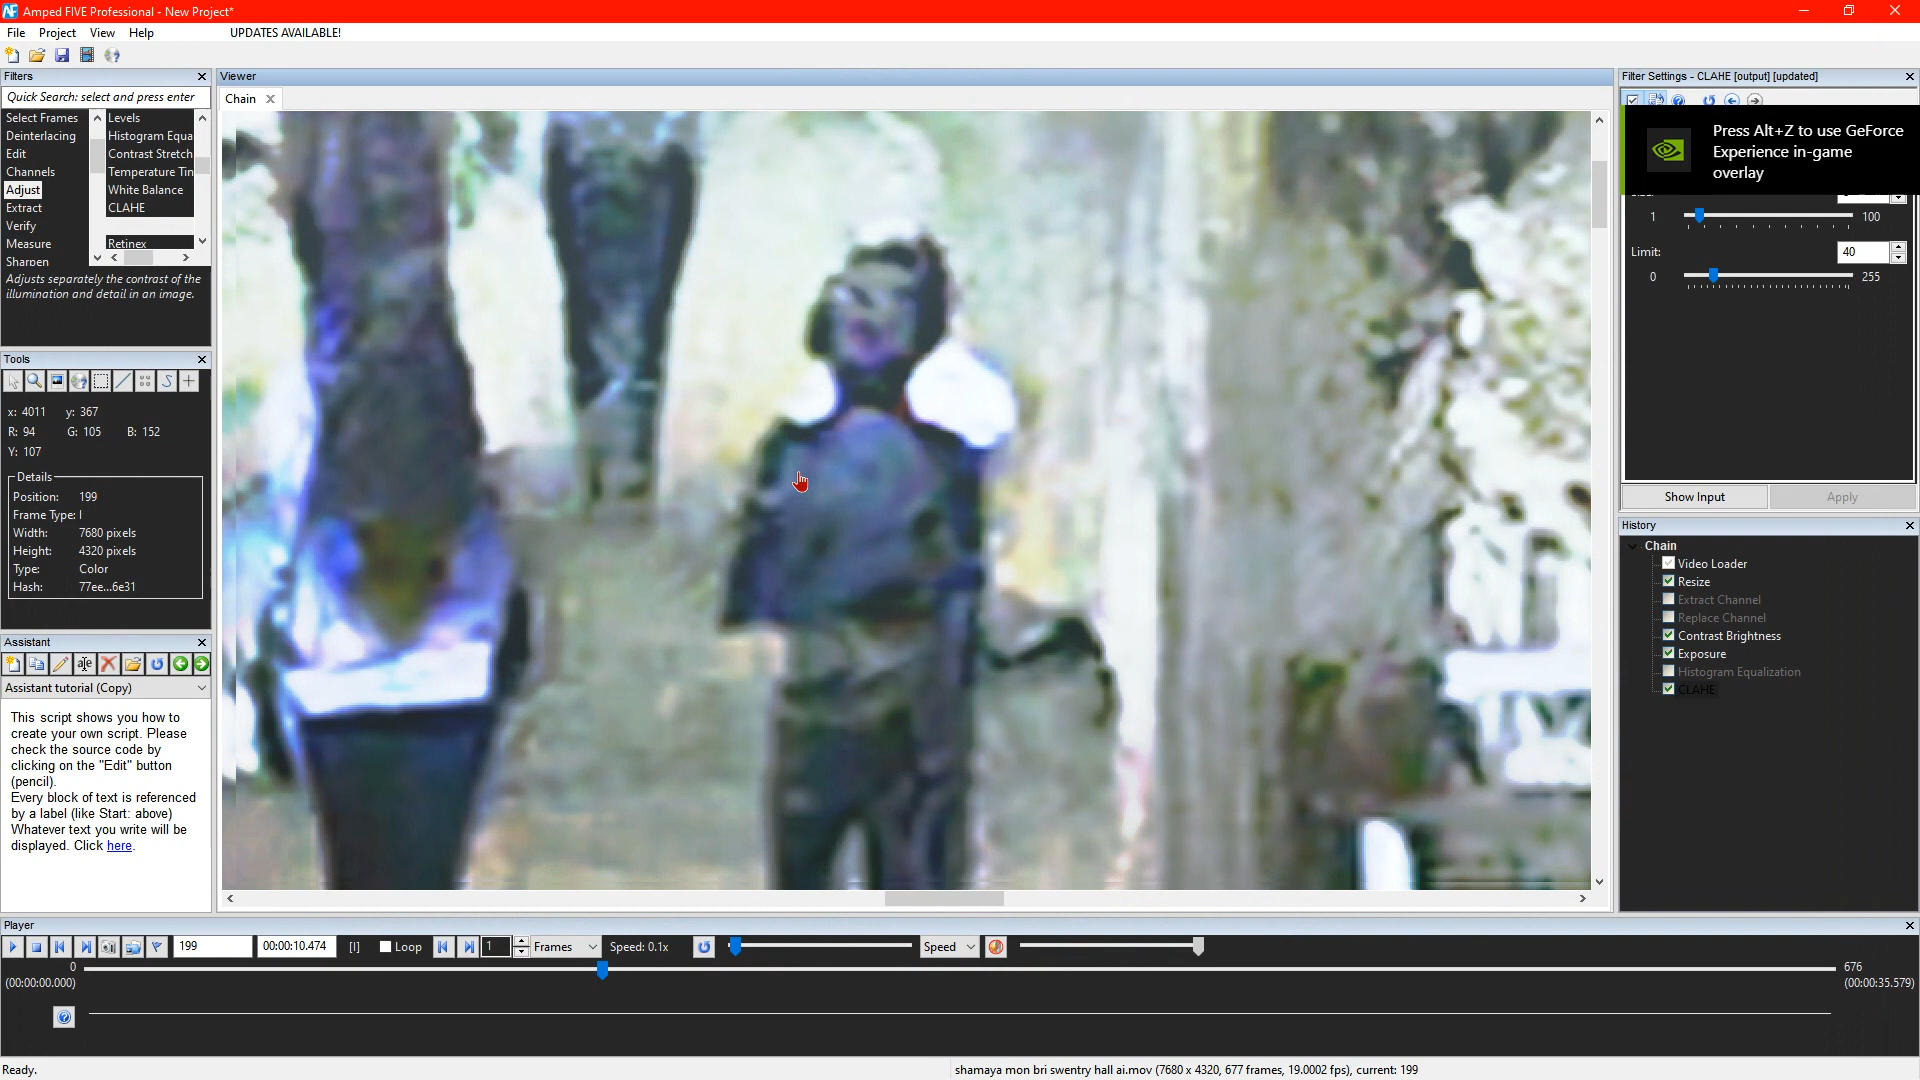 Amped FIVE Professional - New Project*
File Project View Help UPDATES AVAILABLE!
Filters
Quick Search: select and press enter
Select Frames
Deinterlacing
Edit
Channels
Adjust
Extract
Verify
Measure
Sharpen
Levels
Histogram Equa
Contrast Stretch
Temperature Tin
White Balance
CLAHE
Retinex
Adjusts separately the contrast of the
illumination and detail in an image.
Tools
x: 4011 y: 367
R: 94 G: 105 B: 152
Y: 107
Details
Position: 199
Frame Type: I
Width: 7680 pixels
Height: 4320 pixels
Type: Color
Hash: 77ee...6e31
Assistant
Assistant tutorial (Copy)
This script shows you how to
create your own script. Please
check the source code by
clicking on the "Edit" button
(pencil).
Every block of text is referenced
by a label (like Start: above)
Whatever text you write will be
displayed. Click here.
Viewer
Chain
Filter Settings - CLAHE [output] [updated]
Press Alt+Z to use GeForce
Experience in-game
overlay
1 100
Limit: 40
0 255
Show Input Apply
History
Chain
Video Loader
Resize
Extract Channel
Replace Channel
Contrast Brightness
Exposure
Histogram Equalization
CLAHE
Player
199 00:00:10.474 [I] Loop 1 Frames Speed: 0.1x Speed
0 676
(00:00:00.000) (00:00:35.579)
Ready. shamaya mon bri swentry hall ai.mov (7680 x 4320, 677 frames, 19.0002 fps), current: 199